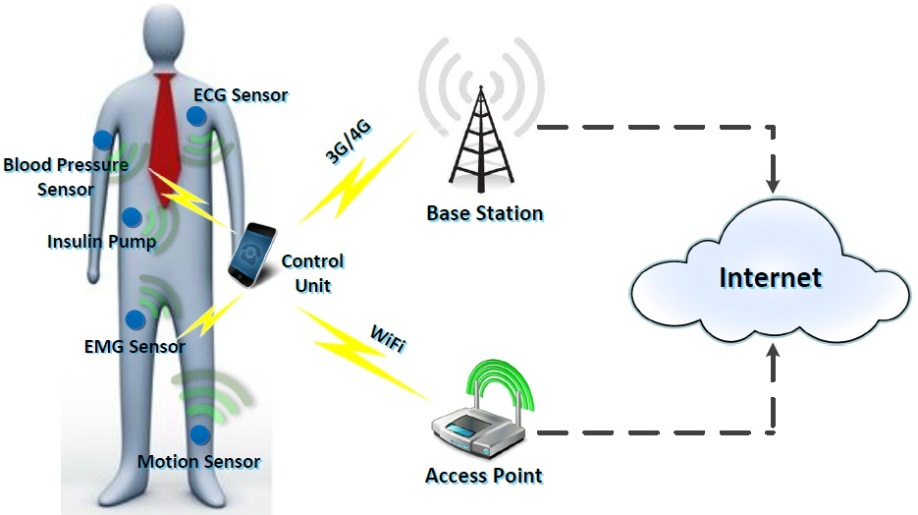 ECG Sensor
Blood Pressure
Sensor
Insulin Pump
EMG Sensor
Motion Sensor
Control
Unit
3G/4G
Base Station
WiFi
Access Point
Internet